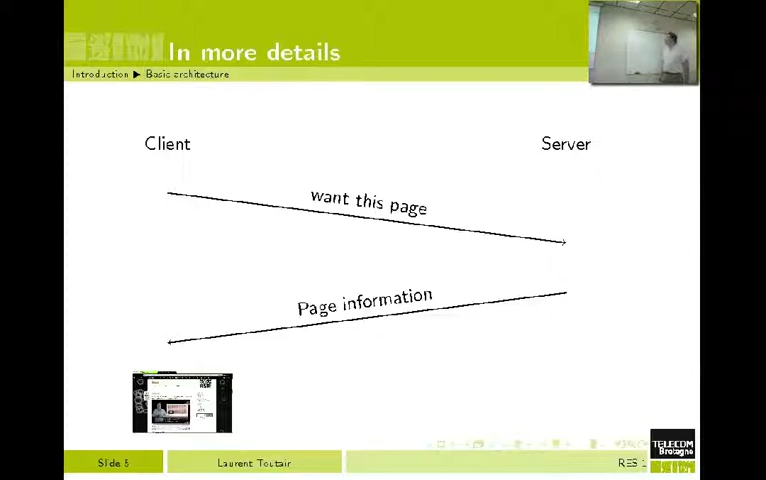 In more details
Introduction ▶ Basic architecture
Client
Server
want this page
Page information
TELECOM
Bretagne
Slide 5
Laurent Toutain
RES 1